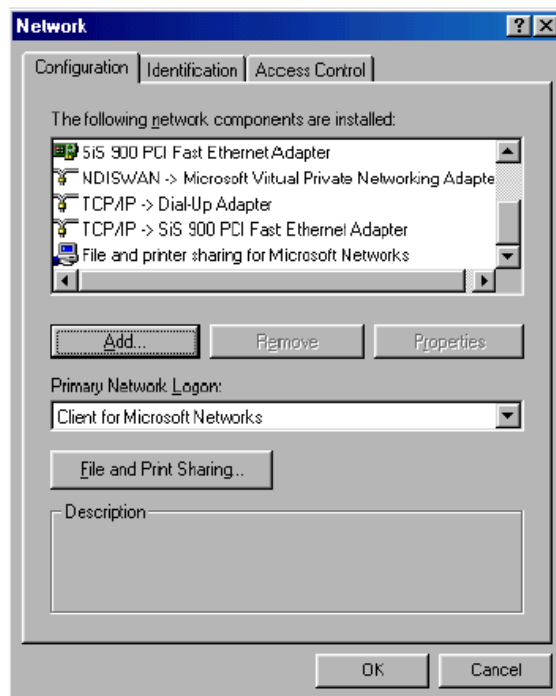 Network
Configuration Identification Access Control
The following network components are installed:
SiS 900 PCI Fast Ethernet Adapter
NDISWAN -> Microsoft Virtual Private Networking Adapte
TCP/IP -> Dial-Up Adapter
TCP/IP -> SiS 900 PCI Fast Ethernet Adapter
File and printer sharing for Microsoft Networks
Add... Remove Properties
Primary Network Logon:
Client for Microsoft Networks
File and Print Sharing...
Description
OK Cancel